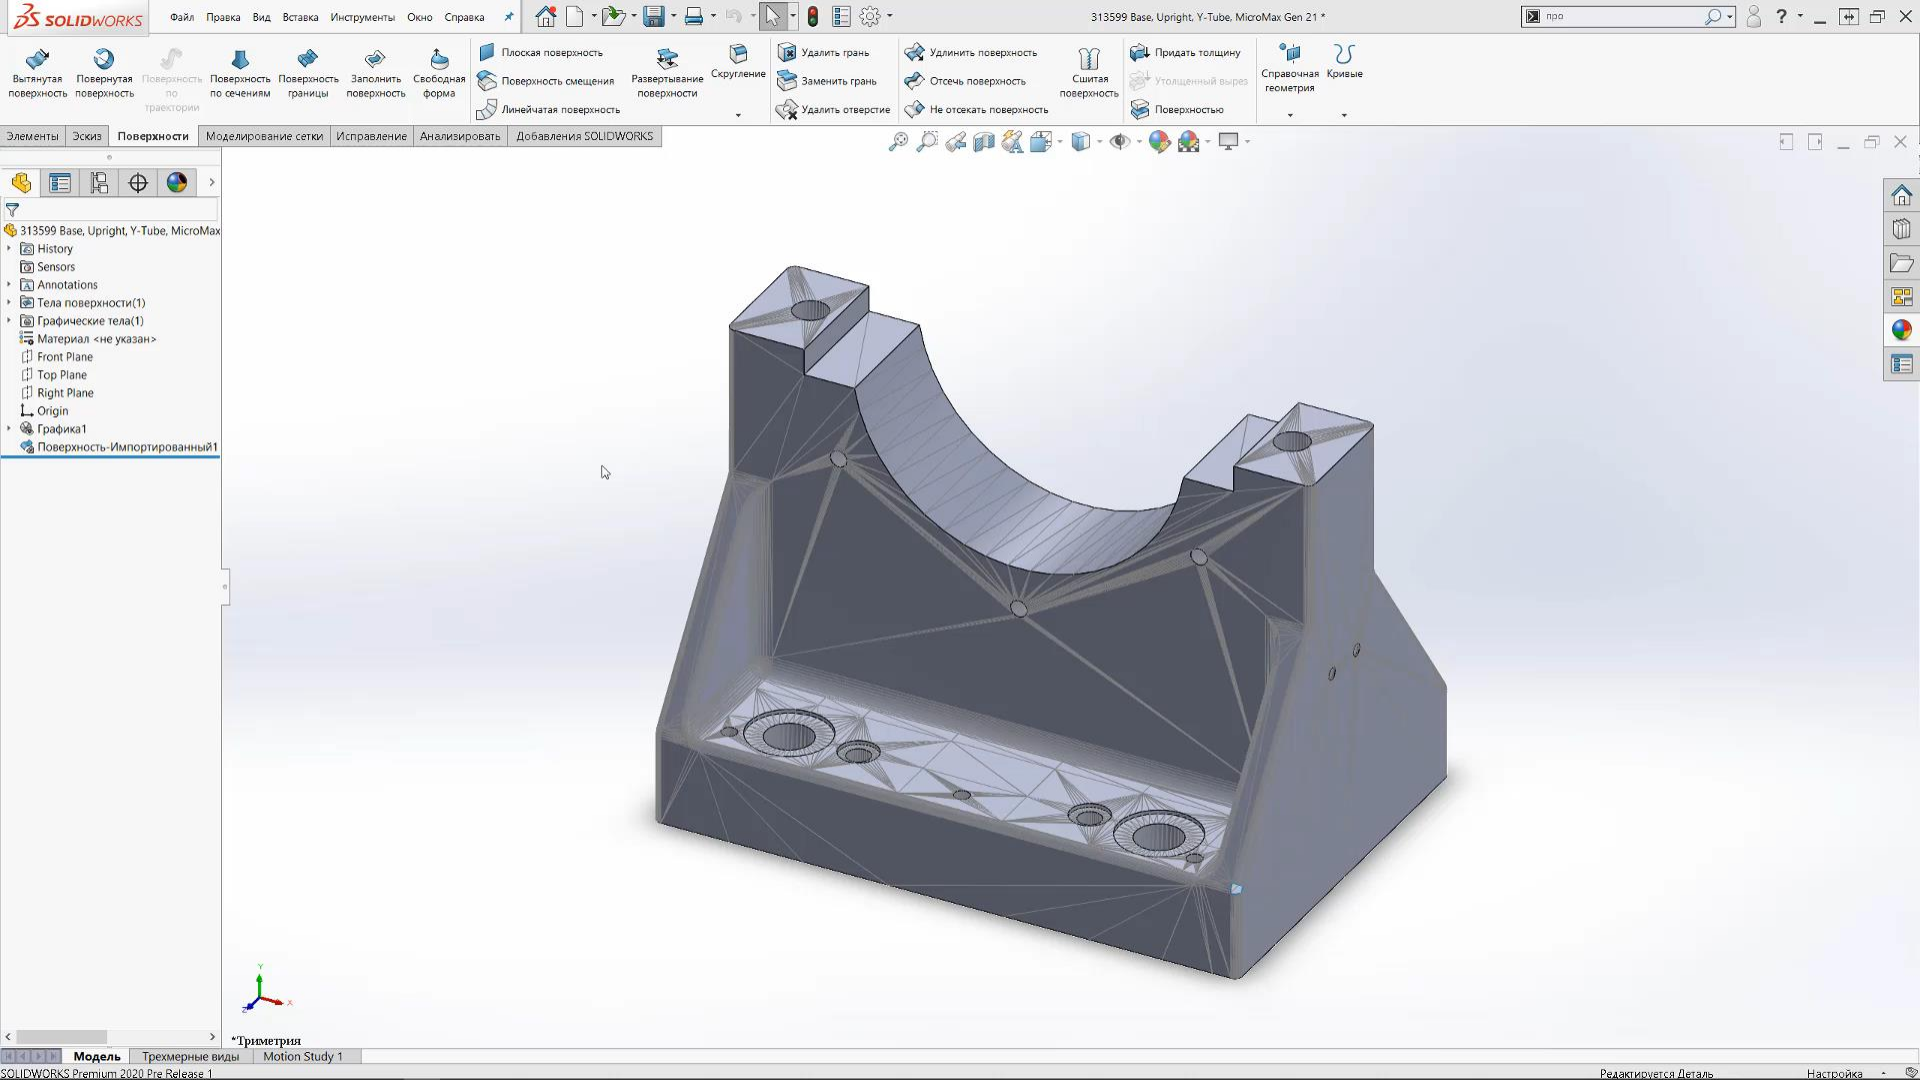 SOLIDWORKS
Файл Правка Вид Вставка Инструменты Окно Справка
313599 Base, Upright, Y-Tube, MicroMax Gen 21 *
про
Вытянутая поверхность
Повернутая поверхность
Поверхность по траектории
Поверхность по сечениям
Поверхность границы
Заполнить поверхность
Свободная форма
Плоская поверхность
Поверхность смещения
Линейчатая поверхность
Развертывание поверхности
Скругление
Удалить грань
Заменить грань
Удалить отверстие
Удлинить поверхность
Отсечь поверхность
Не отсекать поверхность
Сшитая поверхность
Придать толщину
Утолщенный вырез
Поверхностью
Справочная геометрия
Кривые
Элементы Эскиз Поверхности Моделирование сетки Исправление Анализировать Добавления SOLIDWORKS
313599 Base, Upright, Y-Tube, MicroMax
History
Sensors
Annotations
Тела поверхности(1)
Графические тела(1)
Материал <не указан>
Front Plane
Top Plane
Right Plane
Origin
Графика1
Поверхность-Импортированный1
Y
X
Z
*Триметрия
Модель Трехмерные виды Motion Study 1
SOLIDWORKS Premium 2020 Pre Release 1
Редактируется Деталь
Настройка